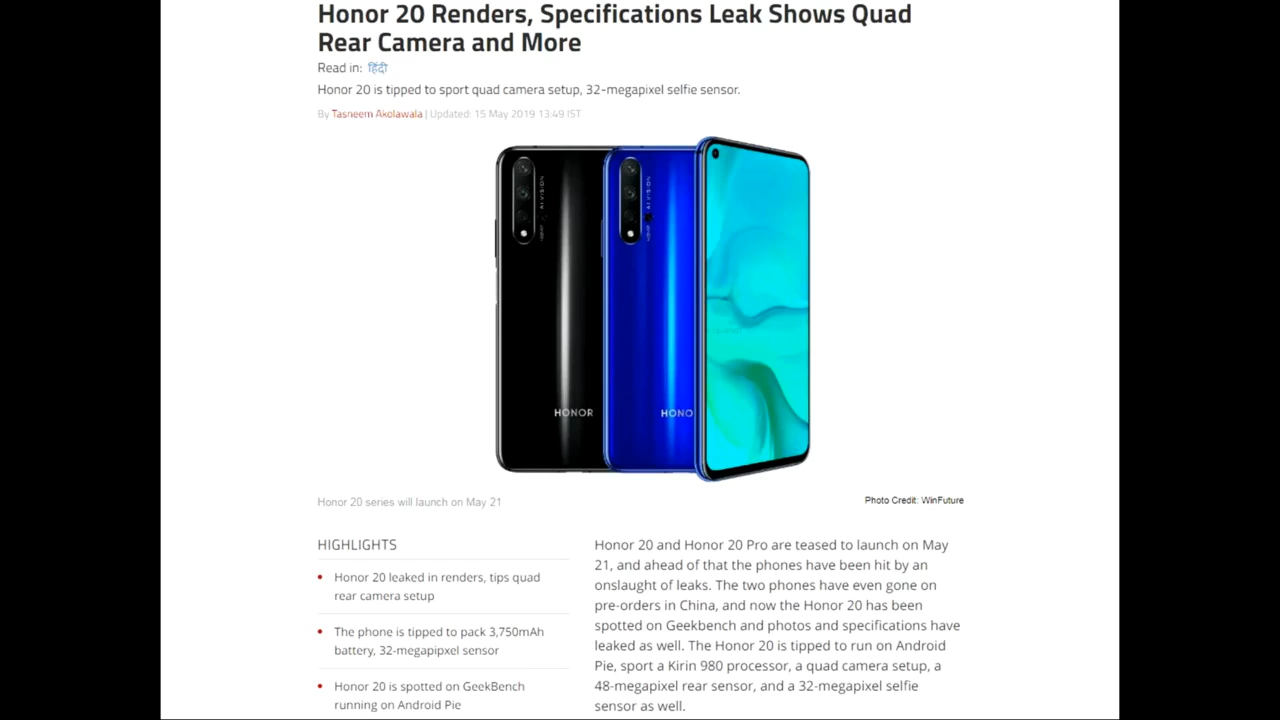 Honor 20 Renders, Specifications Leak Shows Quad
Rear Camera and More
Read in: हिंदी
Honor 20 is tipped to sport quad camera setup, 32-megapixel selfie sensor.
By Tasneem Akolawala | Updated: 15 May 2019 13:49 IST
AI VISION
AI VISION
HONOR
HONO
Honor 20 series will launch on May 21
Photo Credit: WinFuture
HIGHLIGHTS
Honor 20 leaked in renders, tips quad
rear camera setup
The phone is tipped to pack 3,750mAh
battery, 32-megapipxel sensor
Honor 20 is spotted on GeekBench
running on Android Pie
Honor 20 and Honor 20 Pro are teased to launch on May
21, and ahead of that the phones have been hit by an
onslaught of leaks. The two phones have even gone on
pre-orders in China, and now the Honor 20 has been
spotted on Geekbench and photos and specifications have
leaked as well. The Honor 20 is tipped to run on Android
Pie, sport a Kirin 980 processor, a quad camera setup, a
48-megapixel rear sensor, and a 32-megapixel selfie
sensor as well.